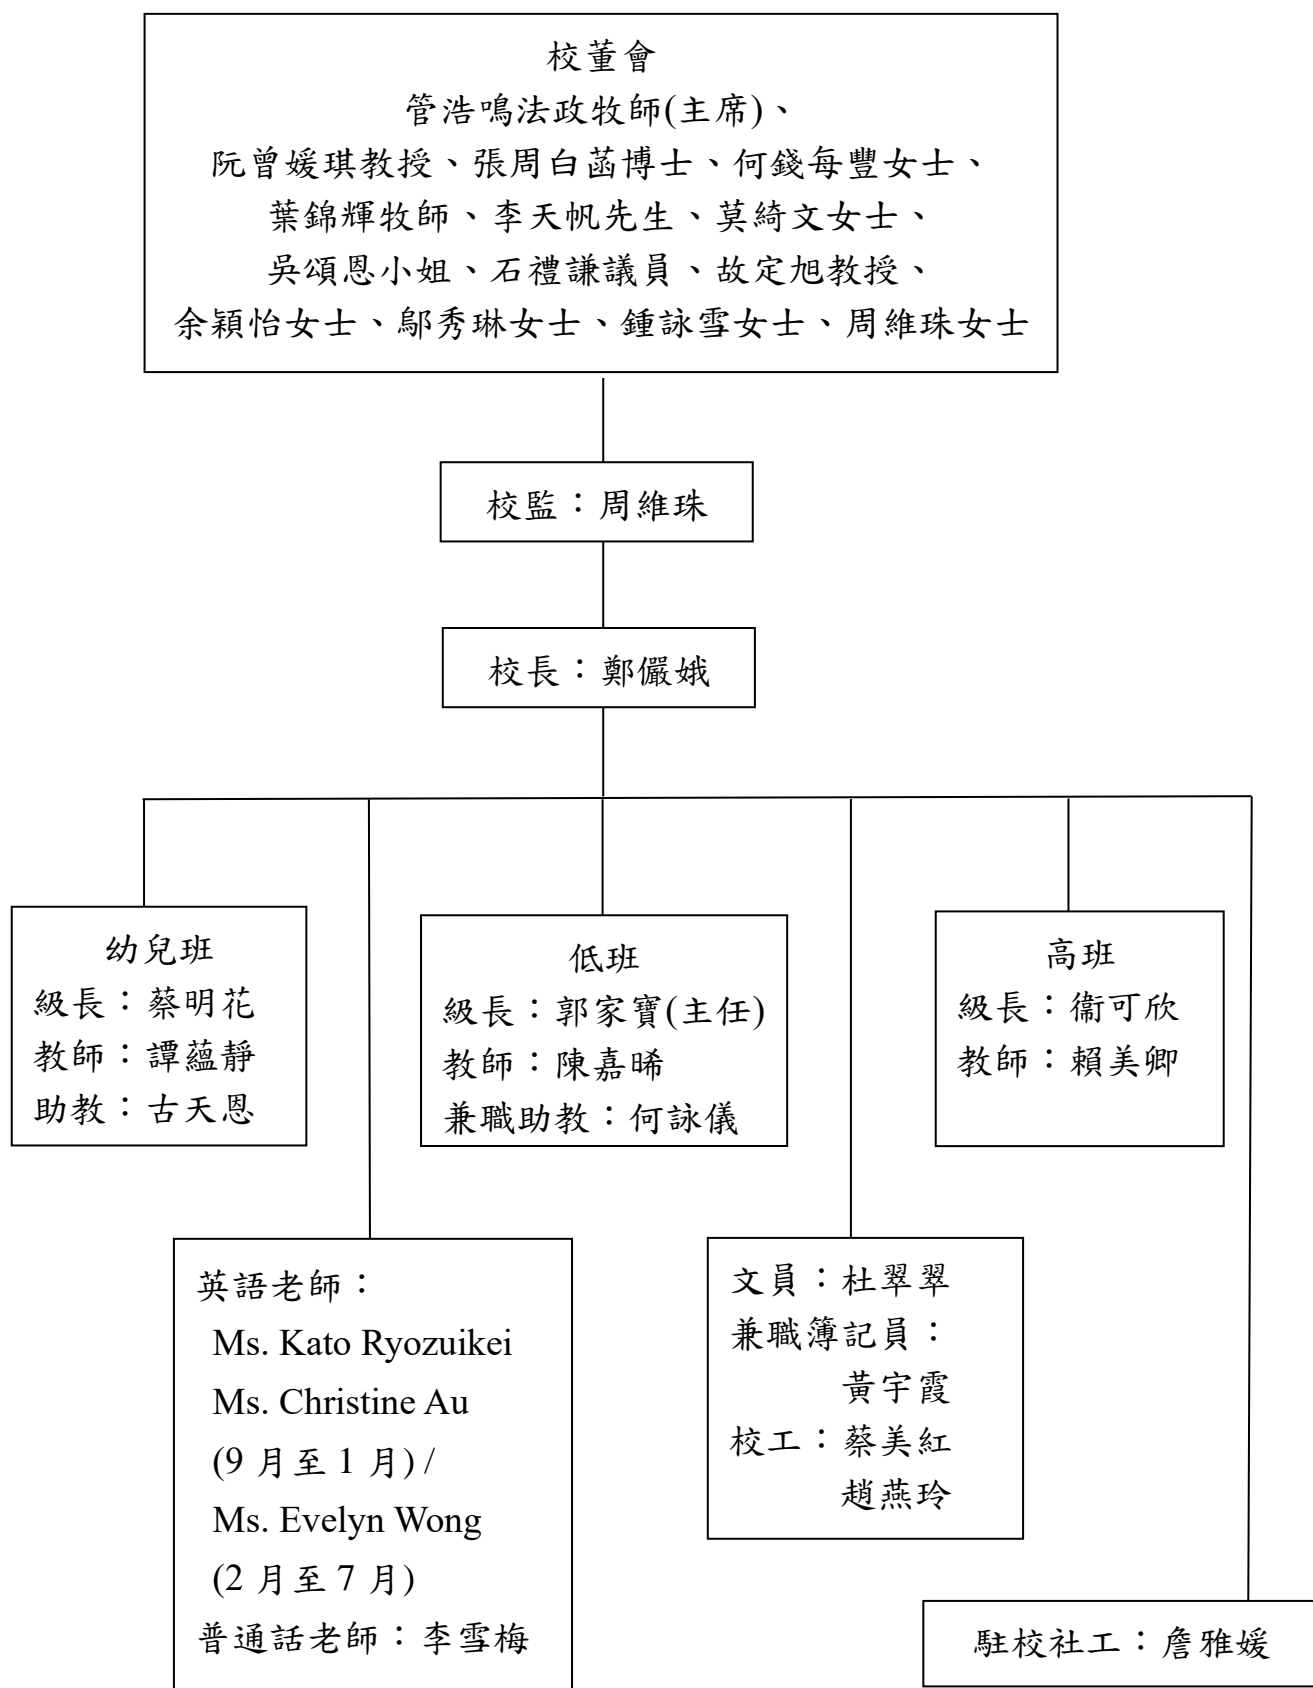 校董會
管浩鳴法政牧師(主席)、
阮曾媛琪教授、張周白菡博士、何錢每豐女士、
葉錦輝牧師、李天帆先生、莫綺文女士、
吳頌恩小姐、石禮謙議員、故定旭教授、
余穎怡女士、鄔秀琳女士、鍾詠雪女士、周維珠女士
校監：周維珠
校長：鄭儼娥
幼兒班
級長：蔡明花
教師：譚蘊靜
助教：古天恩
低班
級長：郭家寶(主任)
教師：陳嘉晞
兼職助教：何詠儀
高班
級長：衞可欣
教師：賴美卿
英語老師：
Ms. Kato Ryozuikei
Ms. Christine Au
(9 月至 1 月) /
Ms. Evelyn Wong
(2 月至 7 月)
普通話老師：李雪梅
文員：杜翠翠
兼職簿記員：
黃宇霞
校工：蔡美紅
趙燕玲
駐校社工：詹雅媛